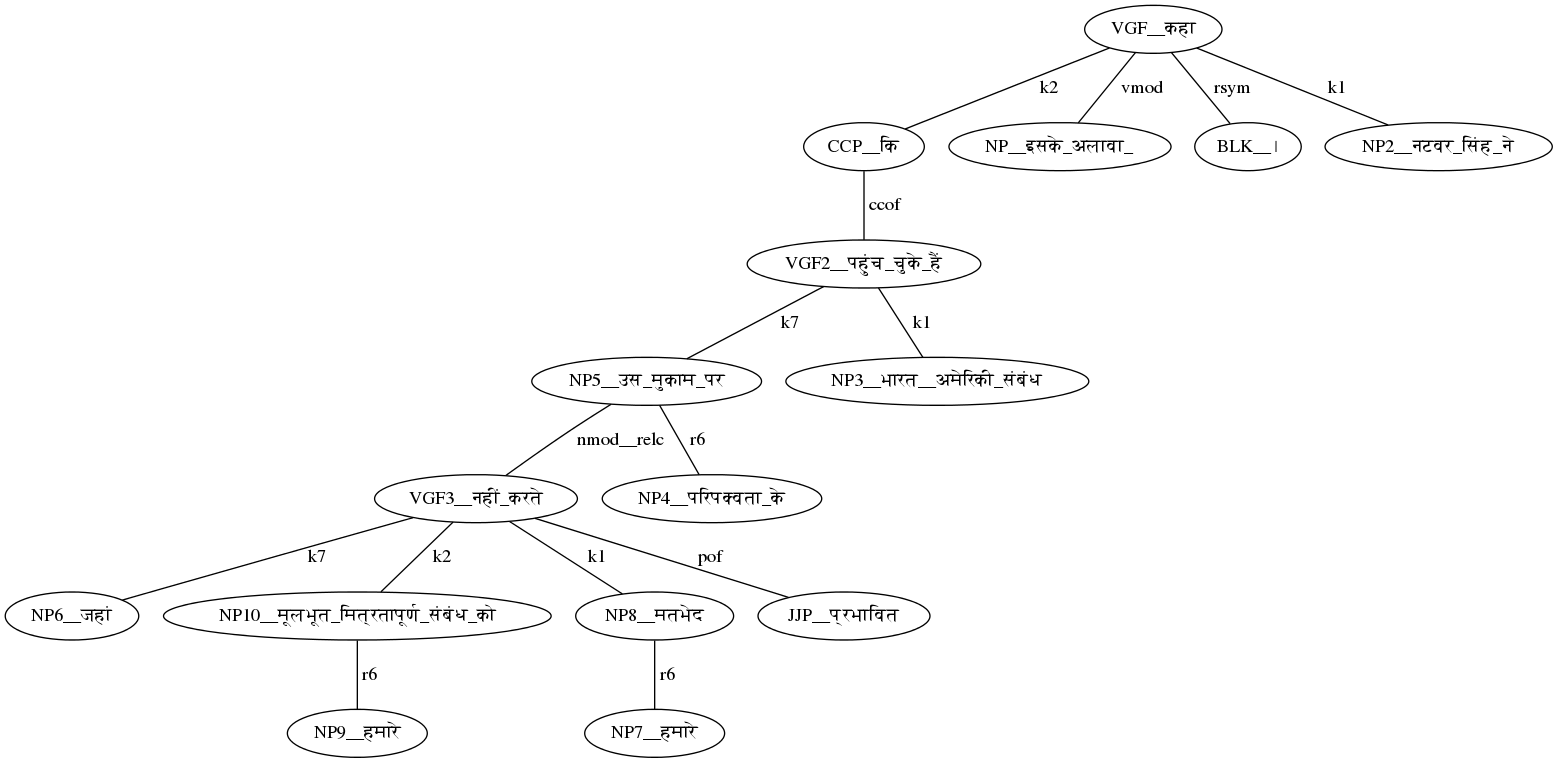 VGF__कहा
k2 vmod rsym k1
CCP__कि NP__इसके_अलावा_ BLK__। NP2__नटवर_सिंह_ने
ccof
VGF2__पहुंच_चुके_हैं
k7 k1
NP5__उस_मुकाम_पर NP3__भारत__अमेरिकी_संबंध
nmod__relc r6
VGF3__नहीं_करते NP4__परिपक्वता_के
k7 k2 k1 pof
NP6__जहां NP10__मूलभूत_मित्रतापूर्ण_संबंध_को NP8__मतभेद JJP__प्रभावित
r6 r6
NP9__हमारे NP7__हमारे